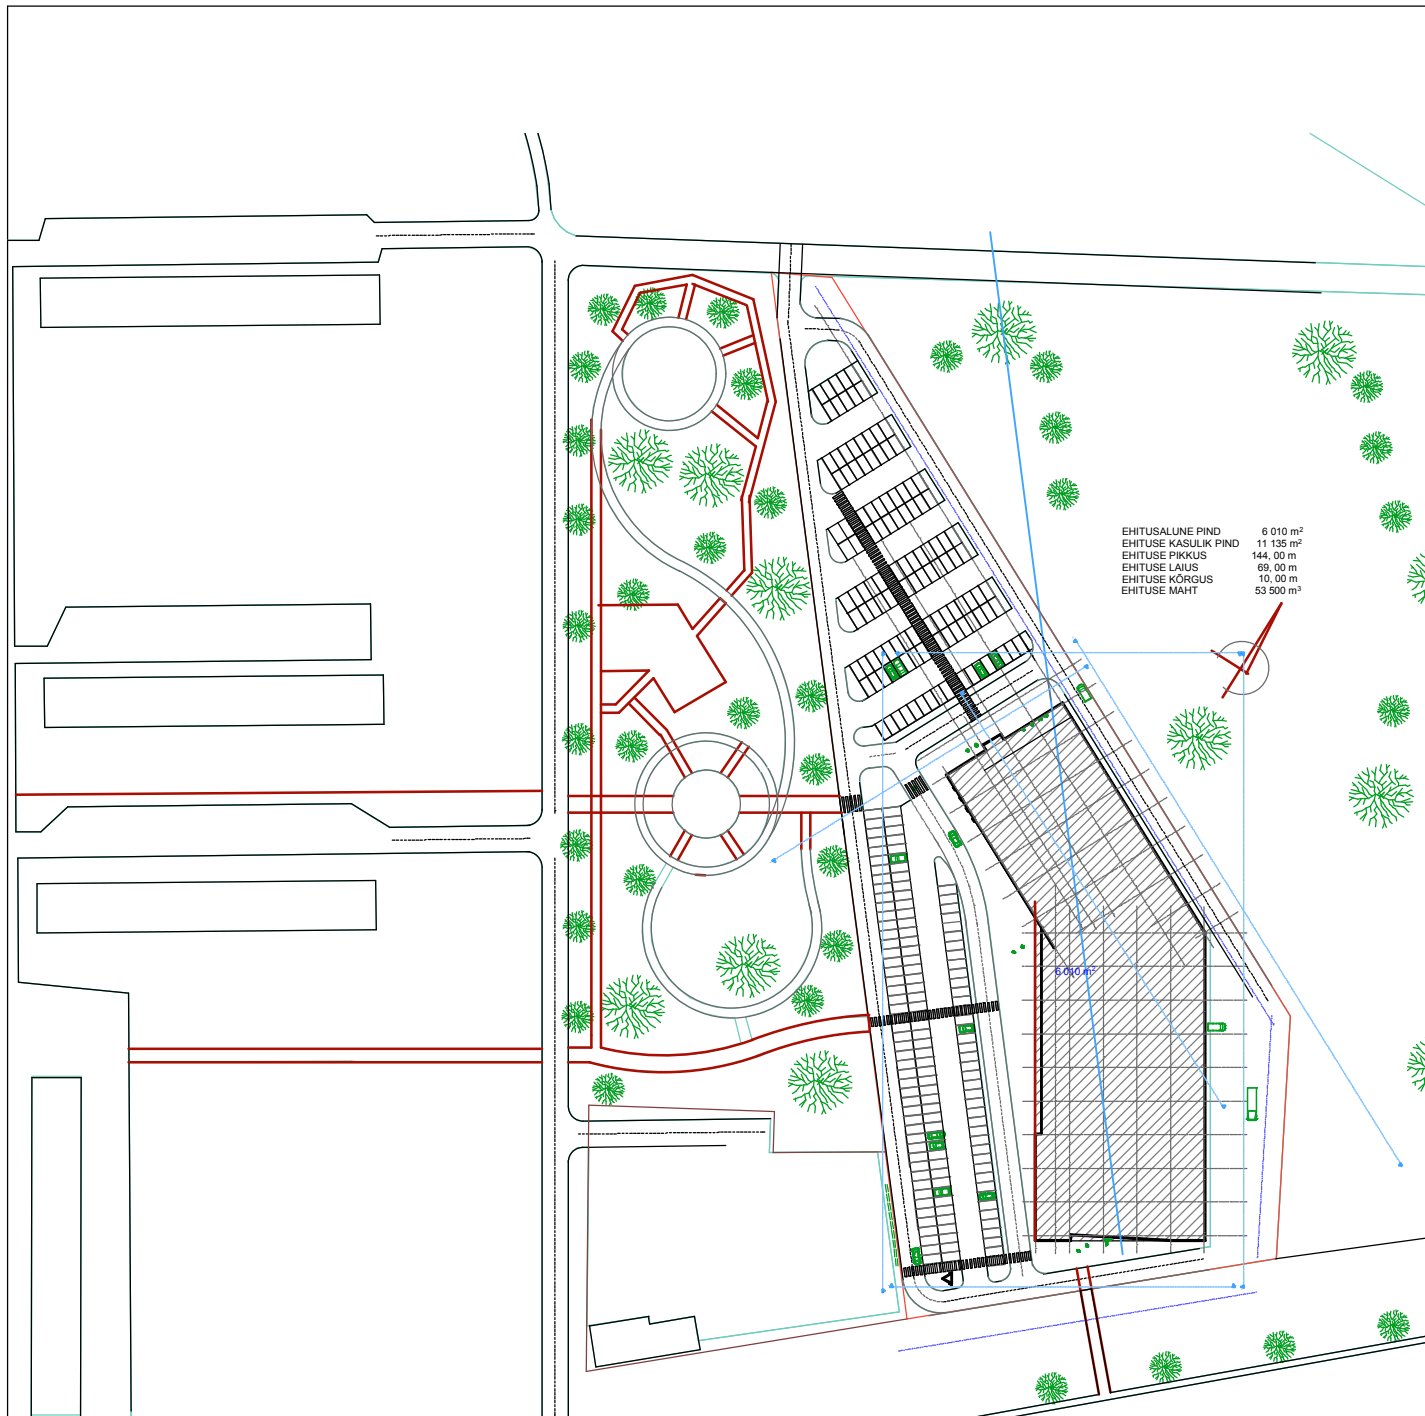 EHITUSALUNE PIND 6 010 m²
EHITUSE KASULIK PIND 11 135 m²
EHITUSE PIKKUS 144, 00 m
EHITUSE LAIUS 69, 00 m
EHITUSE KÕRGUS 10, 00 m
EHITUSE MAHT 53 500 m³
6 010 m²